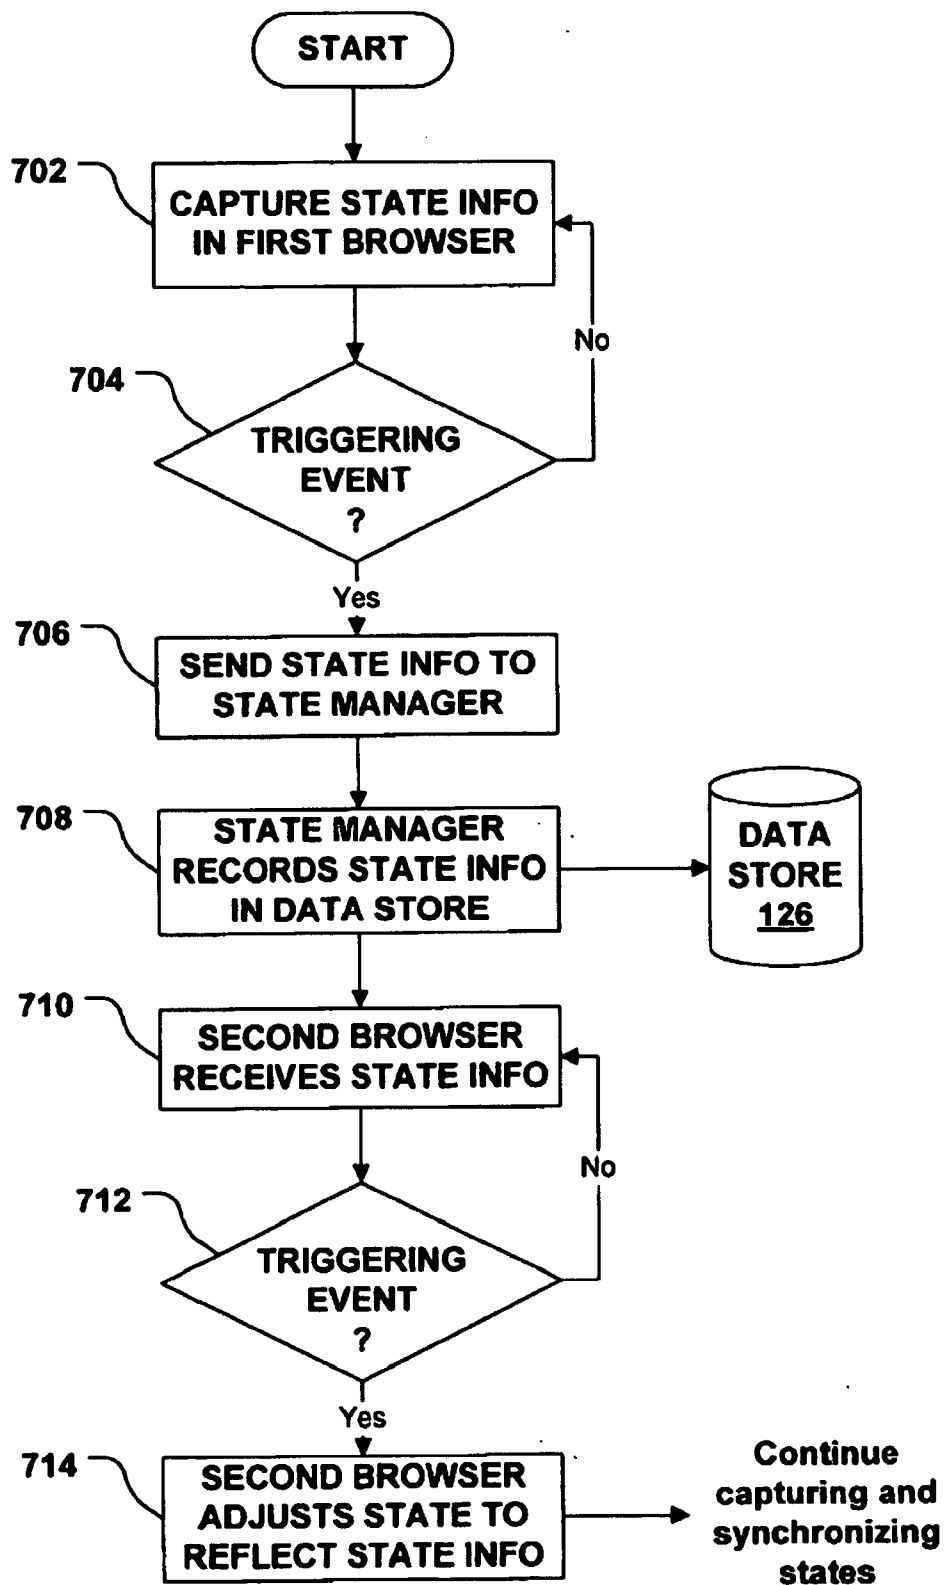 START
702
CAPTURE STATE INFO
IN FIRST BROWSER
No
704
TRIGGERING
EVENT
?
Yes
706
SEND STATE INFO TO
STATE MANAGER
708
STATE MANAGER
RECORDS STATE INFO
IN DATA STORE
DATA
STORE
126
710
SECOND BROWSER
RECEIVES STATE INFO
No
712
TRIGGERING
EVENT
?
Yes
714
SECOND BROWSER
ADJUSTS STATE TO
REFLECT STATE INFO
Continue
capturing and
synchronizing
states